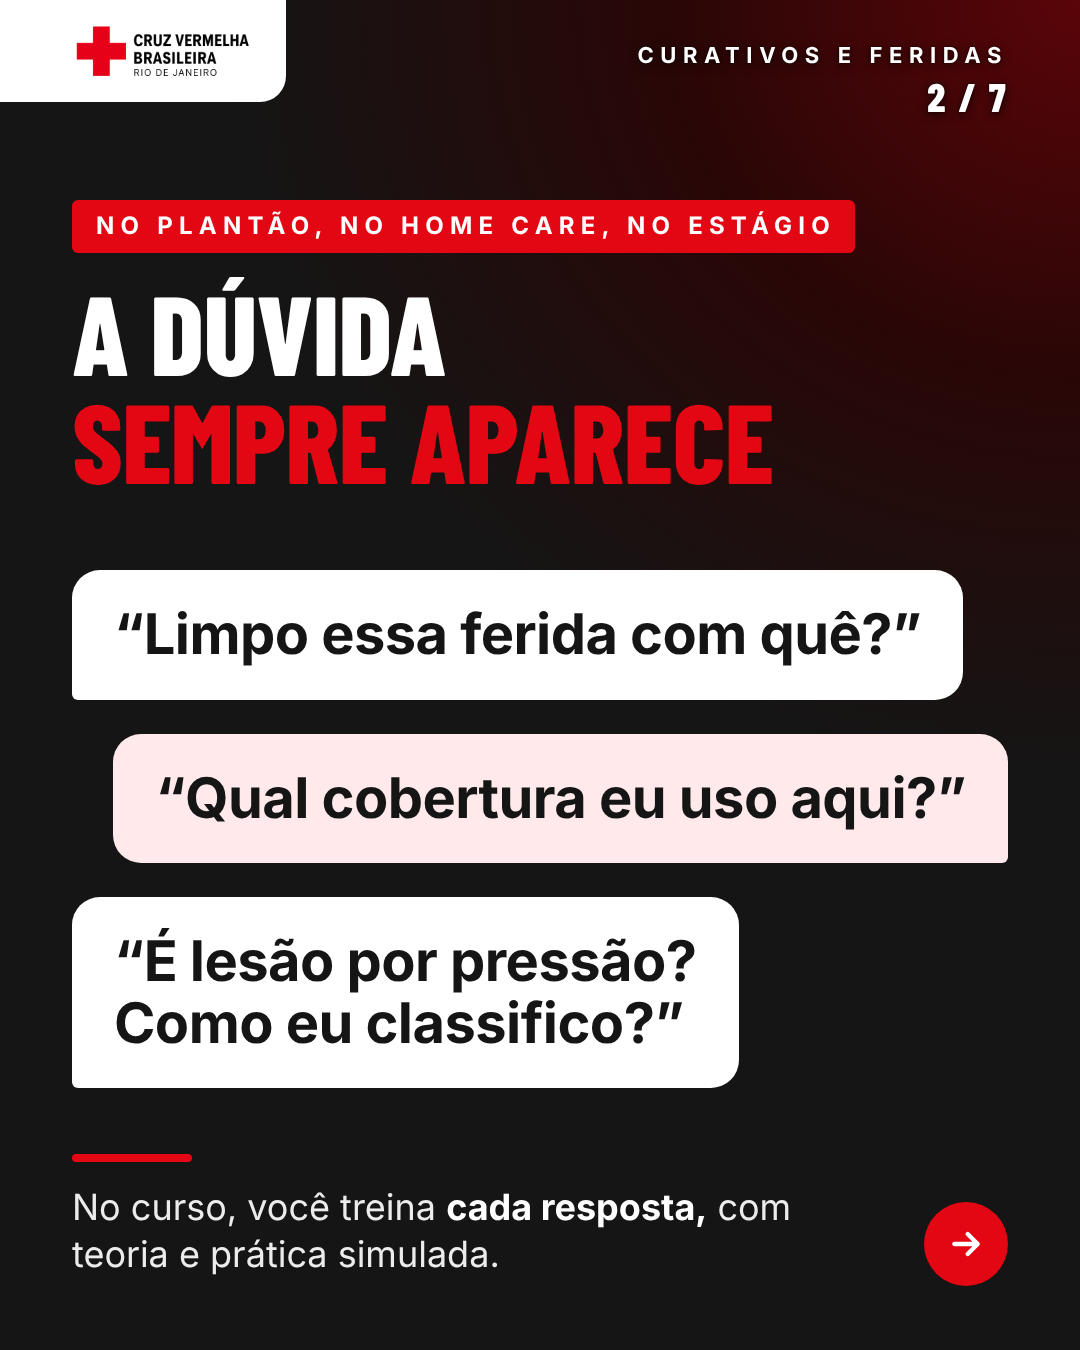 CRUZ VERMELHA
BRASILEIRA
RIO DE JANEIRO
CURATIVOS E FERIDAS
2 / 7
NO PLANTÃO, NO HOME CARE, NO ESTÁGIO
A DÚVIDA
SEMPRE APARECE
“Limpo essa ferida com quê?”
“Qual cobertura eu uso aqui?”
“É lesão por pressão?
Como eu classifico?”
No curso, você treina cada resposta, com
teoria e prática simulada.